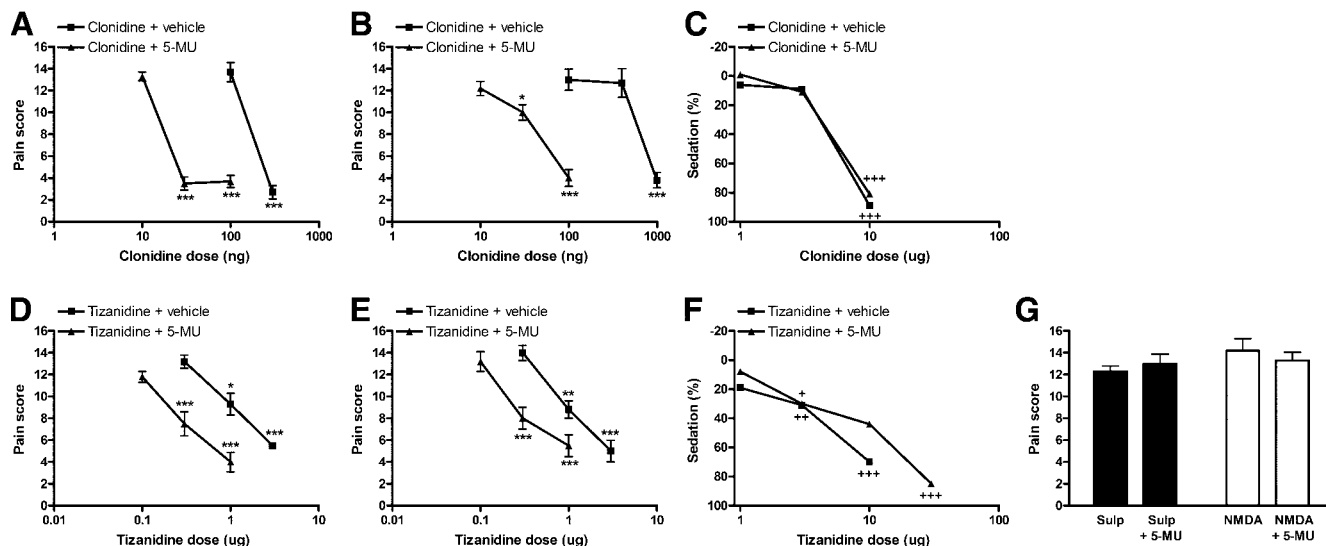 A
Clonidine + vehicle
Clonidine + 5-MU
Pain score
16
14
12
10
8
6
4
2
0
***
***
***
1
10
100
1000
Clonidine dose (ng)
B
Clonidine + vehicle
Clonidine + 5-MU
Pain score
16
14
12
10
8
6
4
2
0
*
***
***
1
10
100
1000
Clonidine dose (ng)
C
Clonidine + vehicle
Clonidine + 5-MU
Sedation (%)
-20
0
20
40
60
80
100
+++
+++
1
10
100
Clonidine dose (ug)
D
Tizanidine + vehicle
Tizanidine + 5-MU
Pain score
16
14
12
10
8
6
4
2
0
*
***
***
***
0.01
0.1
1
10
Tizanidine dose (ug)
E
Tizanidine + vehicle
Tizanidine + 5-MU
Pain score
16
14
12
10
8
6
4
2
0
**
***
***
***
0.01
0.1
1
10
Tizanidine dose (ug)
F
Tizanidine + vehicle
Tizanidine + 5-MU
Sedation (%)
-20
0
20
40
60
80
100
+
++
+++
+++
1
10
100
Tizanidine dose (ug)
G
Pain score
16
14
12
10
8
6
4
2
0
Sulp
Sulp
+ 5-MU
NMDA
NMDA
+ 5-MU